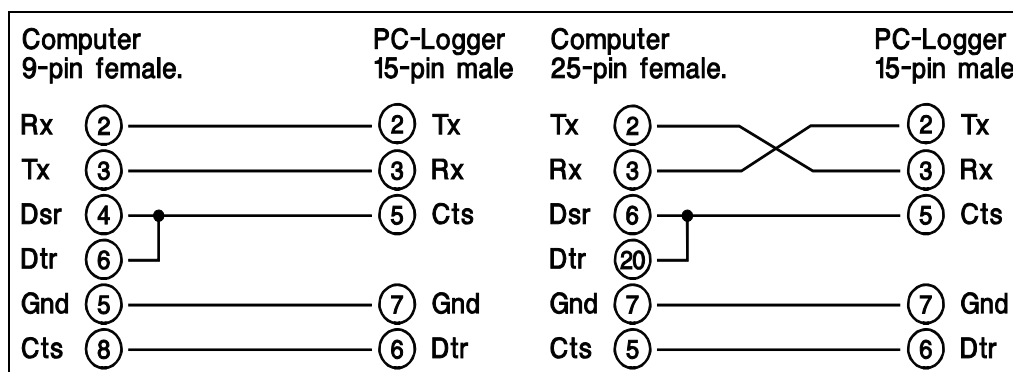 Computer
9-pin female.
PC-Logger
15-pin male
Rx 2 2 Tx
Tx 3 3 Rx
Dsr 4 5 Cts
Dtr 6
Gnd 5 7 Gnd
Cts 8 6 Dtr
Computer
25-pin female.
PC-Logger
15-pin male
Tx 2 2 Tx
Rx 3 3 Rx
Dsr 6 5 Cts
Dtr 20
Gnd 7 7 Gnd
Cts 5 6 Dtr